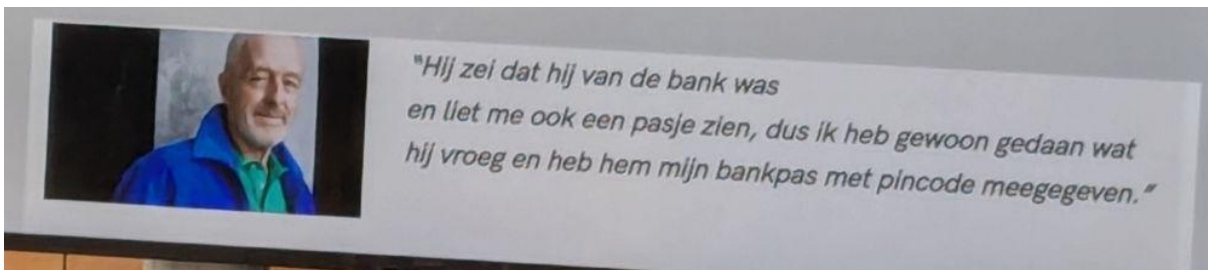 "Hij zei dat hij van de bank was
en liet me ook een pasje zien, dus ik heb gewoon gedaan wat
hij vroeg en heb hem mijn bankpas met pincode meegegeven."